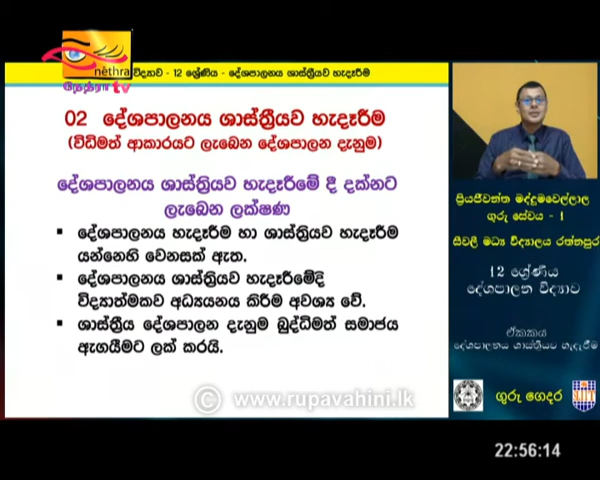 nēthra
නේත්‍රා tv
විද්‍යාව - 12 ශ්‍රේණිය - දේශපාලනය ශාස්ත්‍රීයව හැදෑරීම
02 දේශපාලනය ශාස්ත්‍රීයව හැදෑරීම
(විධිමත් ආකාරයට ලැබෙන දේශපාලන දැනුම)
දේශපාලනය ශාස්ත්‍රියව හැදෑරීමේ දී දක්නට
ලැබෙන ලක්ෂණ
▪ දේශපාලනය හැදෑරීම හා ශාස්ත්‍රියව හැදෑරීම
යන්නෙහි වෙනසක් ඇත.
▪ දේශපාලනය ශාස්ත්‍රියව හැදෑරීමේදි
විද්‍යාත්මකව අධ්‍යයනය කිරීම අවශ්‍ය වේ.
▪ ශාස්ත්‍රීය දේශපාලන දැනුම බුද්ධිමත් සමාජය
ඇගයීමට ලක් කරයි.
ප්‍රියජීවන්ත මද්දුමවෙල්ලාල
ගුරු සේවය - 1
සීවලී මධ්‍ය විද්‍යාලය රත්නපුර
12 ශ්‍රේණිය
දේශපාලන විද්‍යාව
ඒකකය
දේශපාලනය ශාස්ත්‍රීයව හැදෑරීම
ගුරු ගෙදර
© www.rupavahini.lk
22:56:14